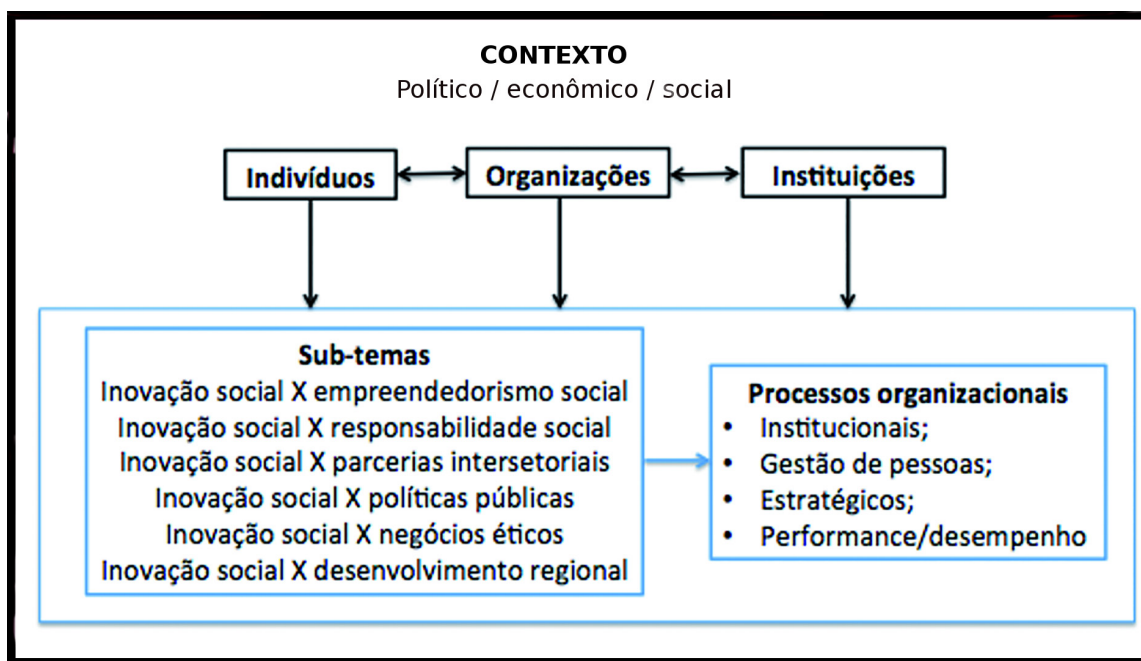 CONTEXTO
Político / econômico / social
Indivíduos
Organizações
Instituições
Sub-temas
Inovação social X empreendedorismo social
Inovação social X responsabilidade social
Inovação social X parcerias intersetoriais
Inovação social X políticas públicas
Inovação social X negócios éticos
Inovação social X desenvolvimento regional
Processos organizacionais
• Institucionais;
• Gestão de pessoas;
• Estratégicos;
• Performance/desempenho